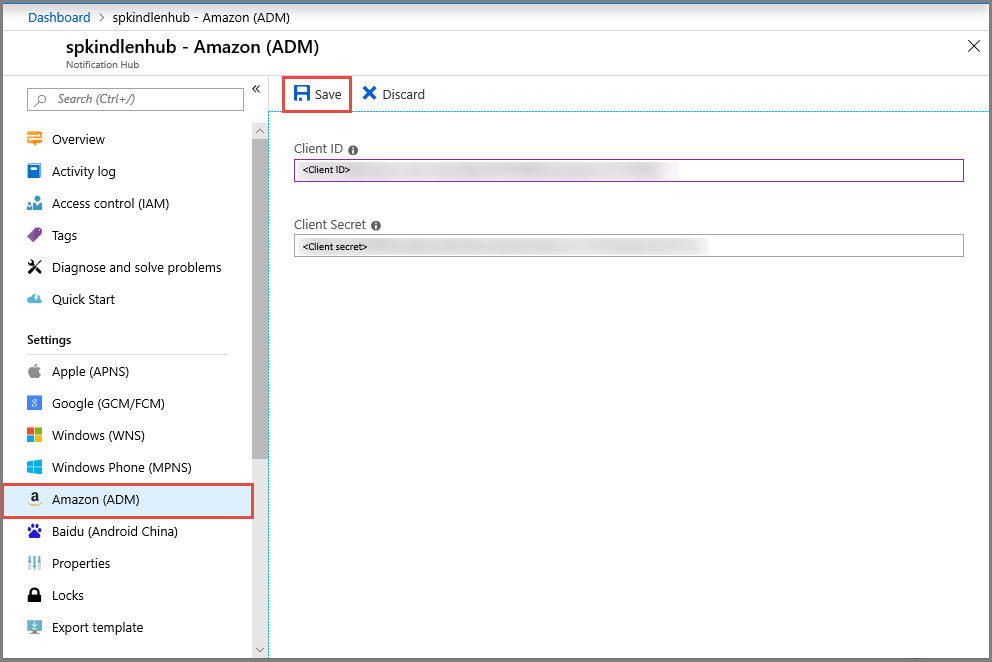 Dashboard > spkindlenhub - Amazon (ADM)
spkindlenhub - Amazon (ADM)
Notification Hub
Search (Ctrl+/)
Overview
Activity log
Access control (IAM)
Tags
Diagnose and solve problems
Quick Start
Settings
Apple (APNS)
Google (GCM/FCM)
Windows (WNS)
Windows Phone (MPNS)
Amazon (ADM)
Baidu (Android China)
Properties
Locks
Export template
Save Discard
Client ID
<Client ID>
Client Secret
<Client secret>